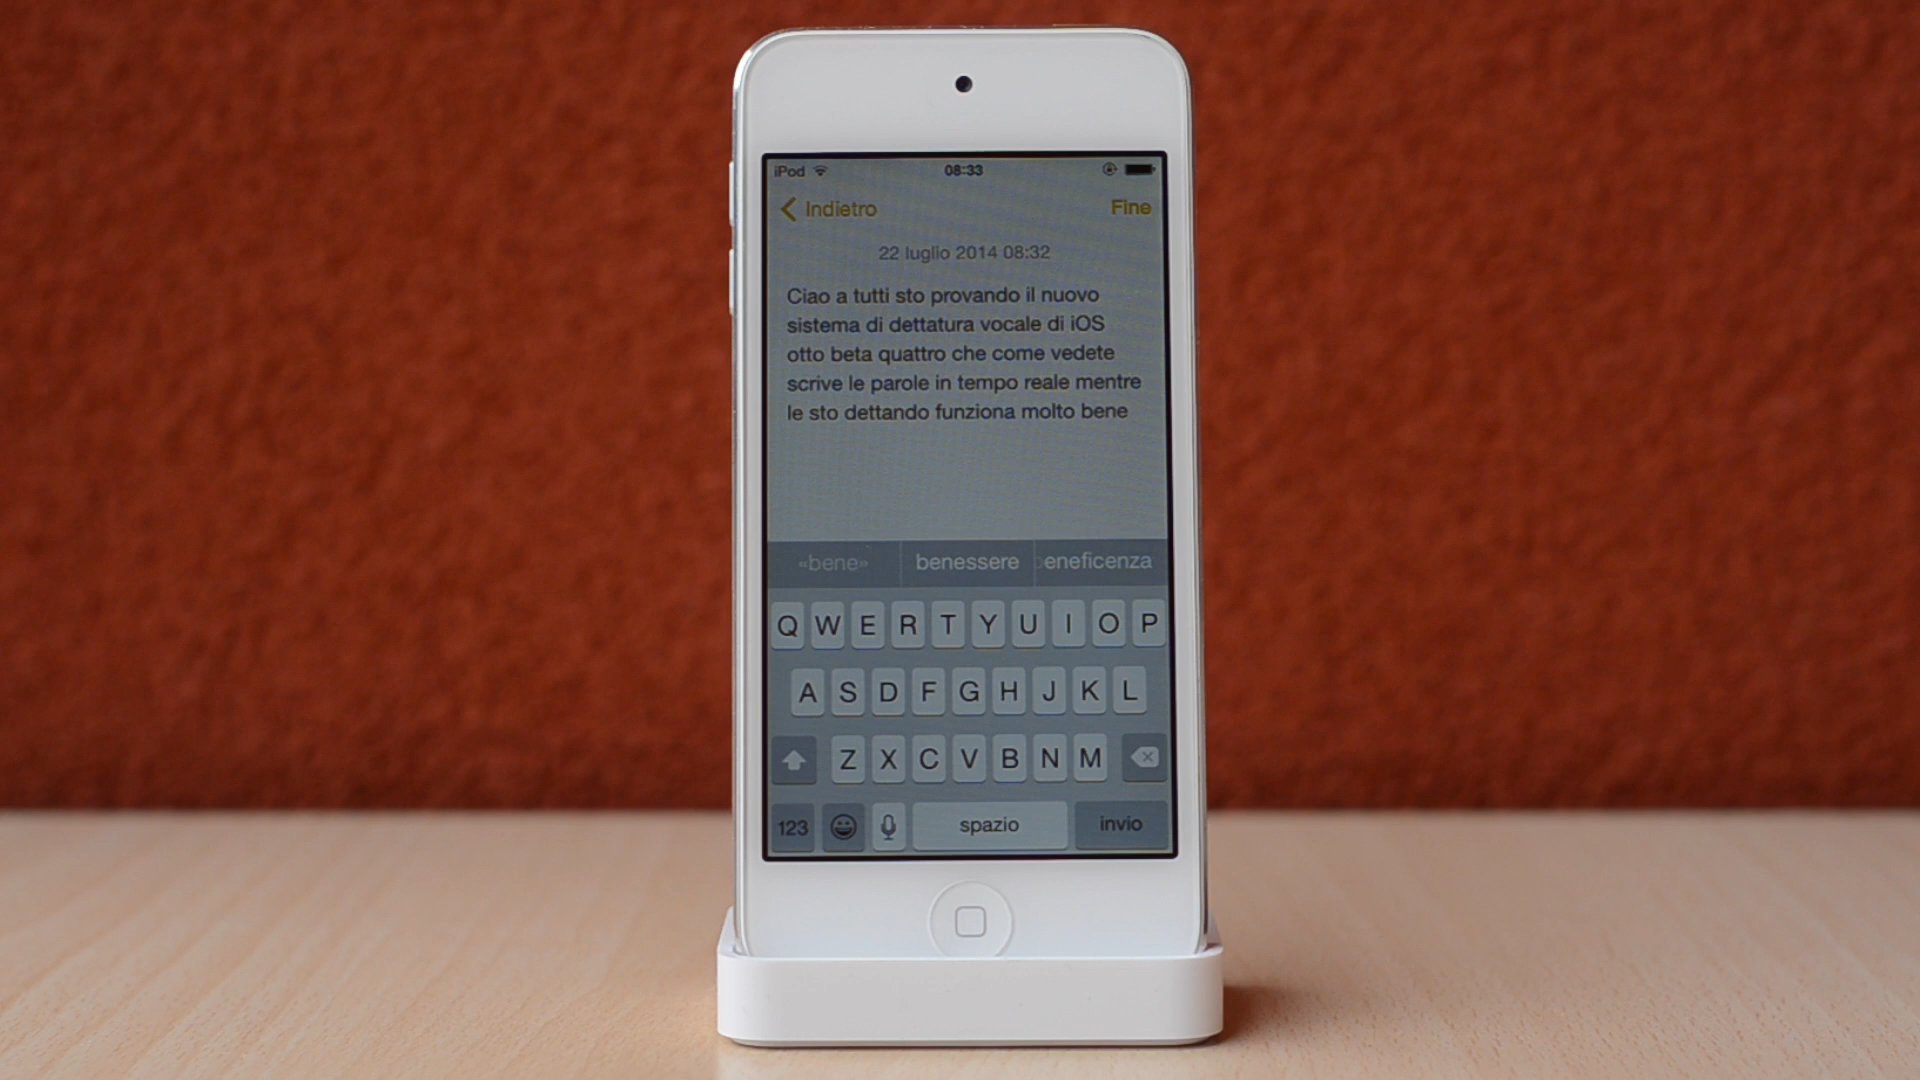 iPod 08:33
Indietro Fine
22 luglio 2014 08:32
Ciao a tutti sto provando il nuovo
sistema di dettatura vocale di iOS
otto beta quattro che come vedete
scrive le parole in tempo reale mentre
le sto dettando funziona molto bene
«bene» benessere eneficenza
Q W E R T Y U I O P
A S D F G H J K L
Z X C V B N M
123 spazio invio